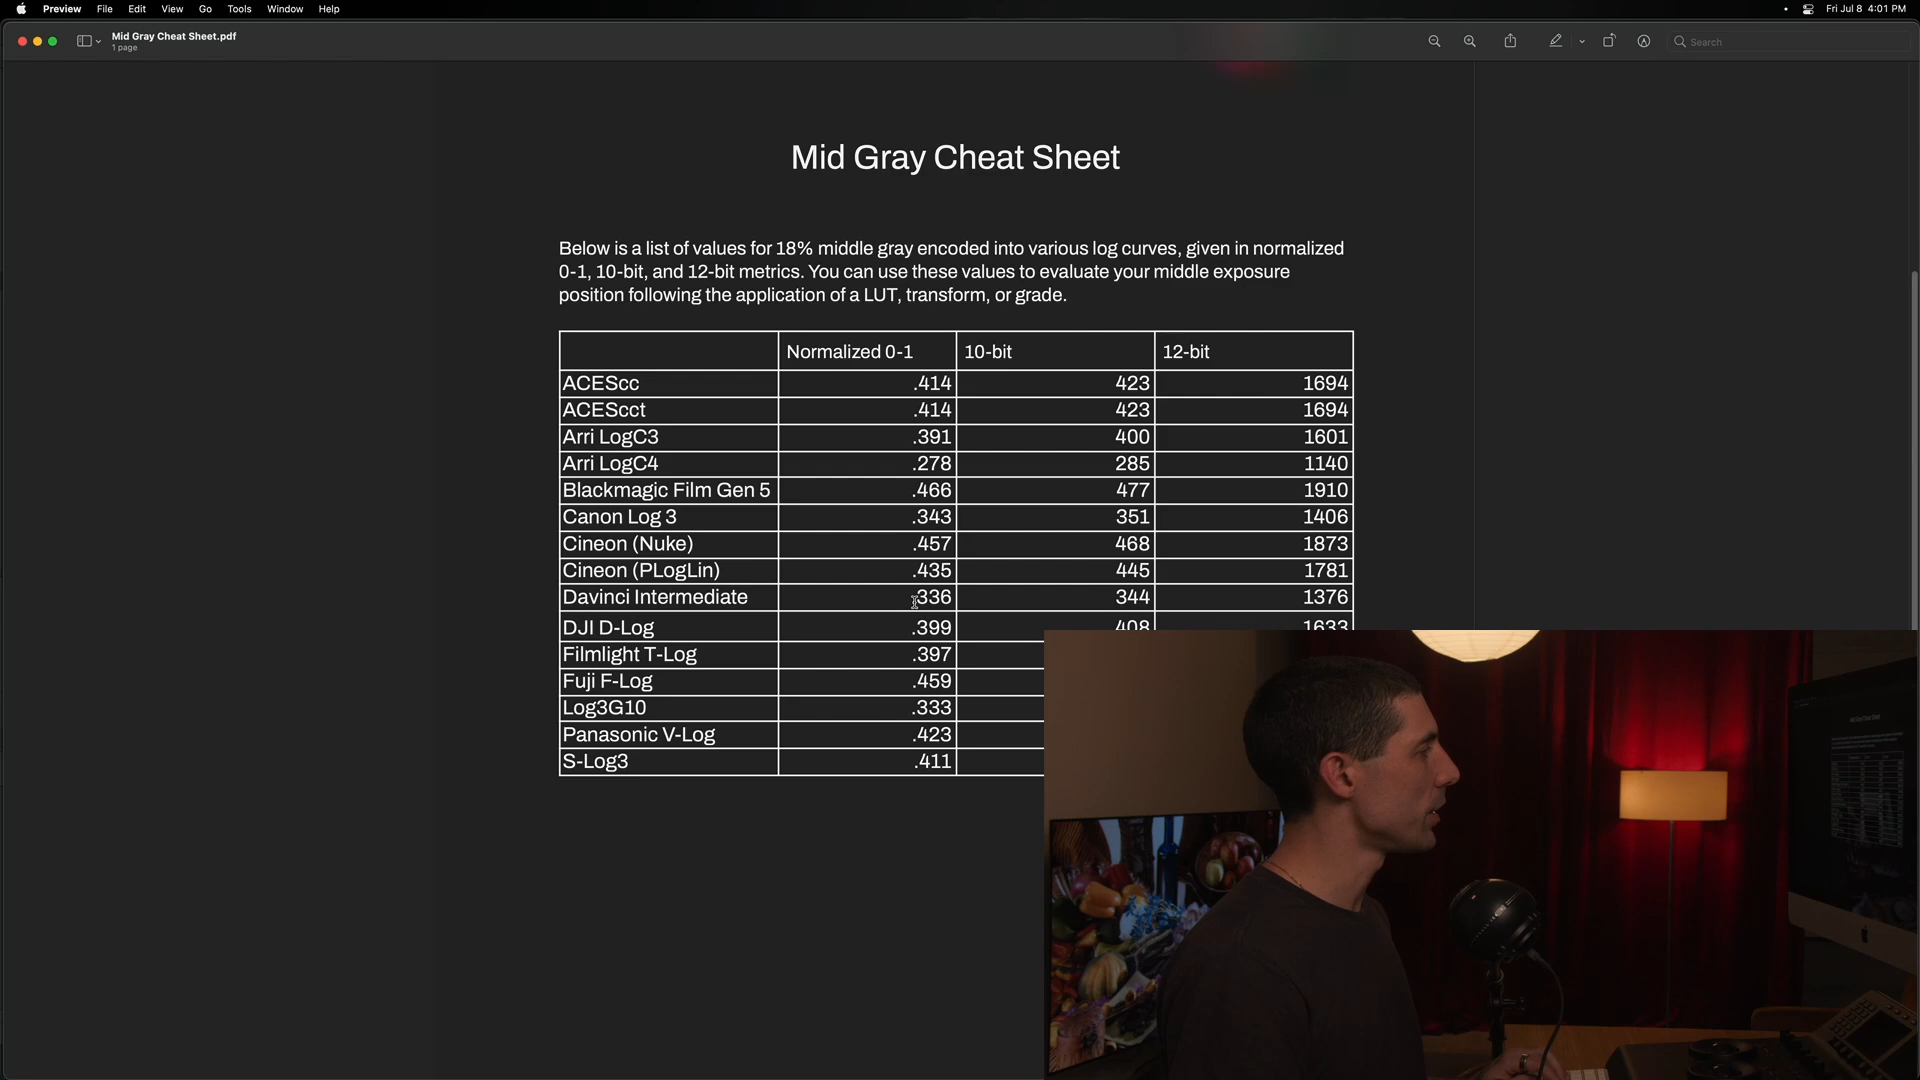 Preview File Edit View Go Tools Window Help Fri Jul 8 4:01 PM
Mid Gray Cheat Sheet.pdf
1 page
Search
Mid Gray Cheat Sheet
Below is a list of values for 18% middle gray encoded into various log curves, given in normalized
0-1, 10-bit, and 12-bit metrics. You can use these values to evaluate your middle exposure
position following the application of a LUT, transform, or grade.
Normalized 0-1 10-bit 12-bit
ACEScc .414 423 1694
ACEScct .414 423 1694
Arri LogC3 .391 400 1601
Arri LogC4 .278 285 1140
Blackmagic Film Gen 5 .466 477 1910
Canon Log 3 .343 351 1406
Cineon (Nuke) .457 468 1873
Cineon (PLogLin) .435 445 1781
Davinci Intermediate .336 344 1376
DJI D-Log .399 408 1633
Filmlight T-Log .397
Fuji F-Log .459
Log3G10 .333
Panasonic V-Log .423
S-Log3 .411